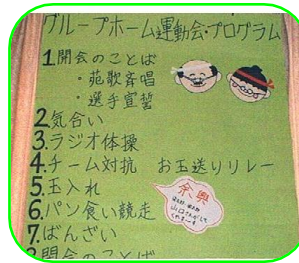 グループホーム運動会・プログラム
1 開会のことば
・苑歌斉唱
・選手宣誓
2. 気合い
3. ラジオ体操
4. チーム対抗 お玉送りリレー
5. 玉入れ
6. パン食い競走
7. ばんざい
8 閉会のことば
余興